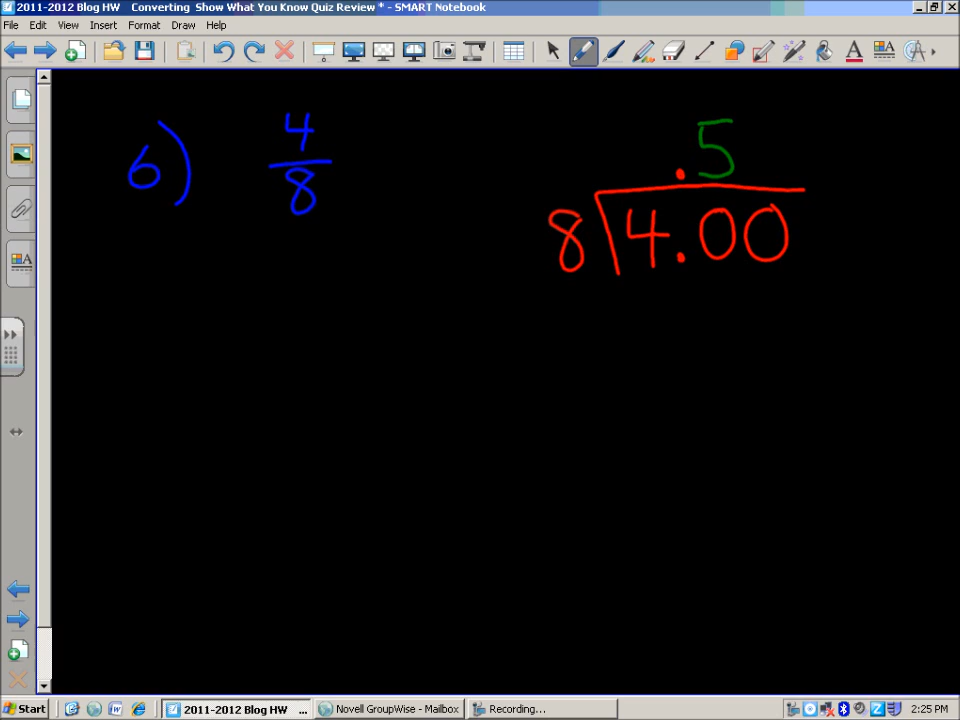 2011-2012 Blog HW Converting Show What You Know Quiz Review * - SMART Notebook
File Edit View Insert Format Draw Help
6) 4
8
.5
8 4.00
Start 2011-2012 Blog HW ... Novell GroupWise - Mailbox Recording... 2:25 PM